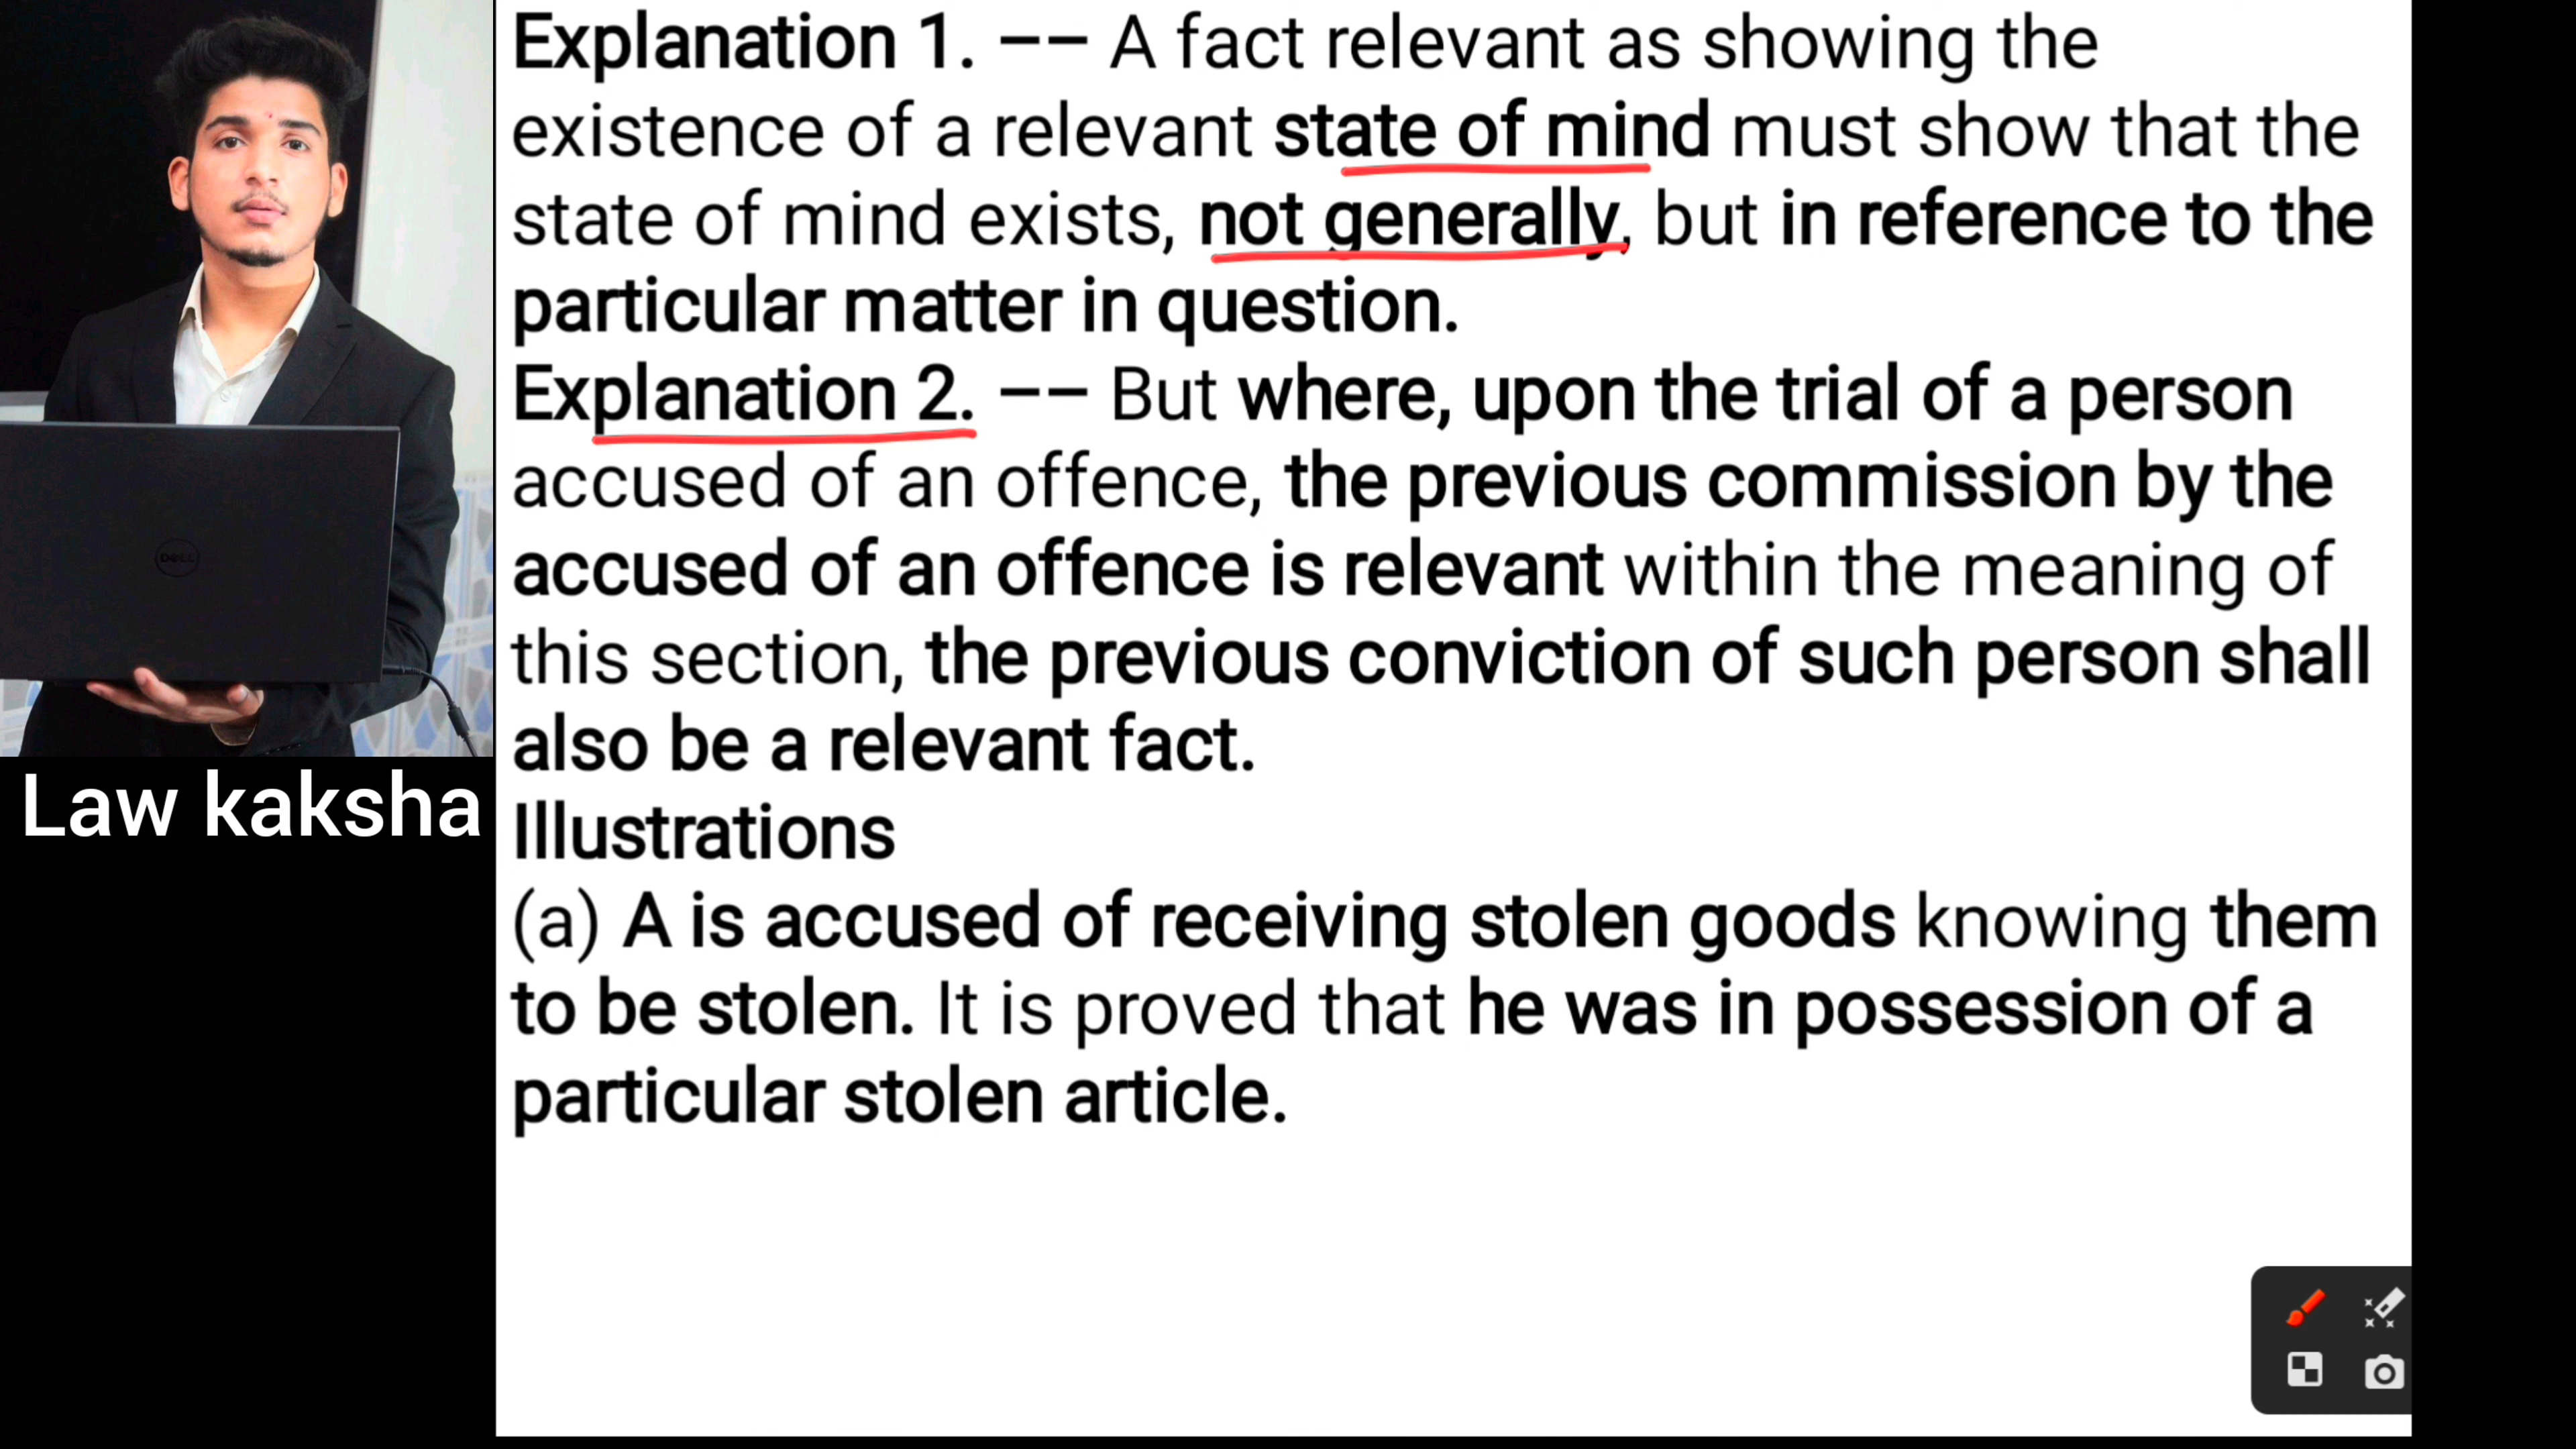 Explanation 1. –– A fact relevant as showing the
existence of a relevant state of mind must show that the
state of mind exists, not generally, but in reference to the
particular matter in question.
Explanation 2. –– But where, upon the trial of a person
accused of an offence, the previous commission by the
accused of an offence is relevant within the meaning of
this section, the previous conviction of such person shall
also be a relevant fact.
Illustrations
(a) A is accused of receiving stolen goods knowing them
to be stolen. It is proved that he was in possession of a
particular stolen article.
DELL
Law kaksha